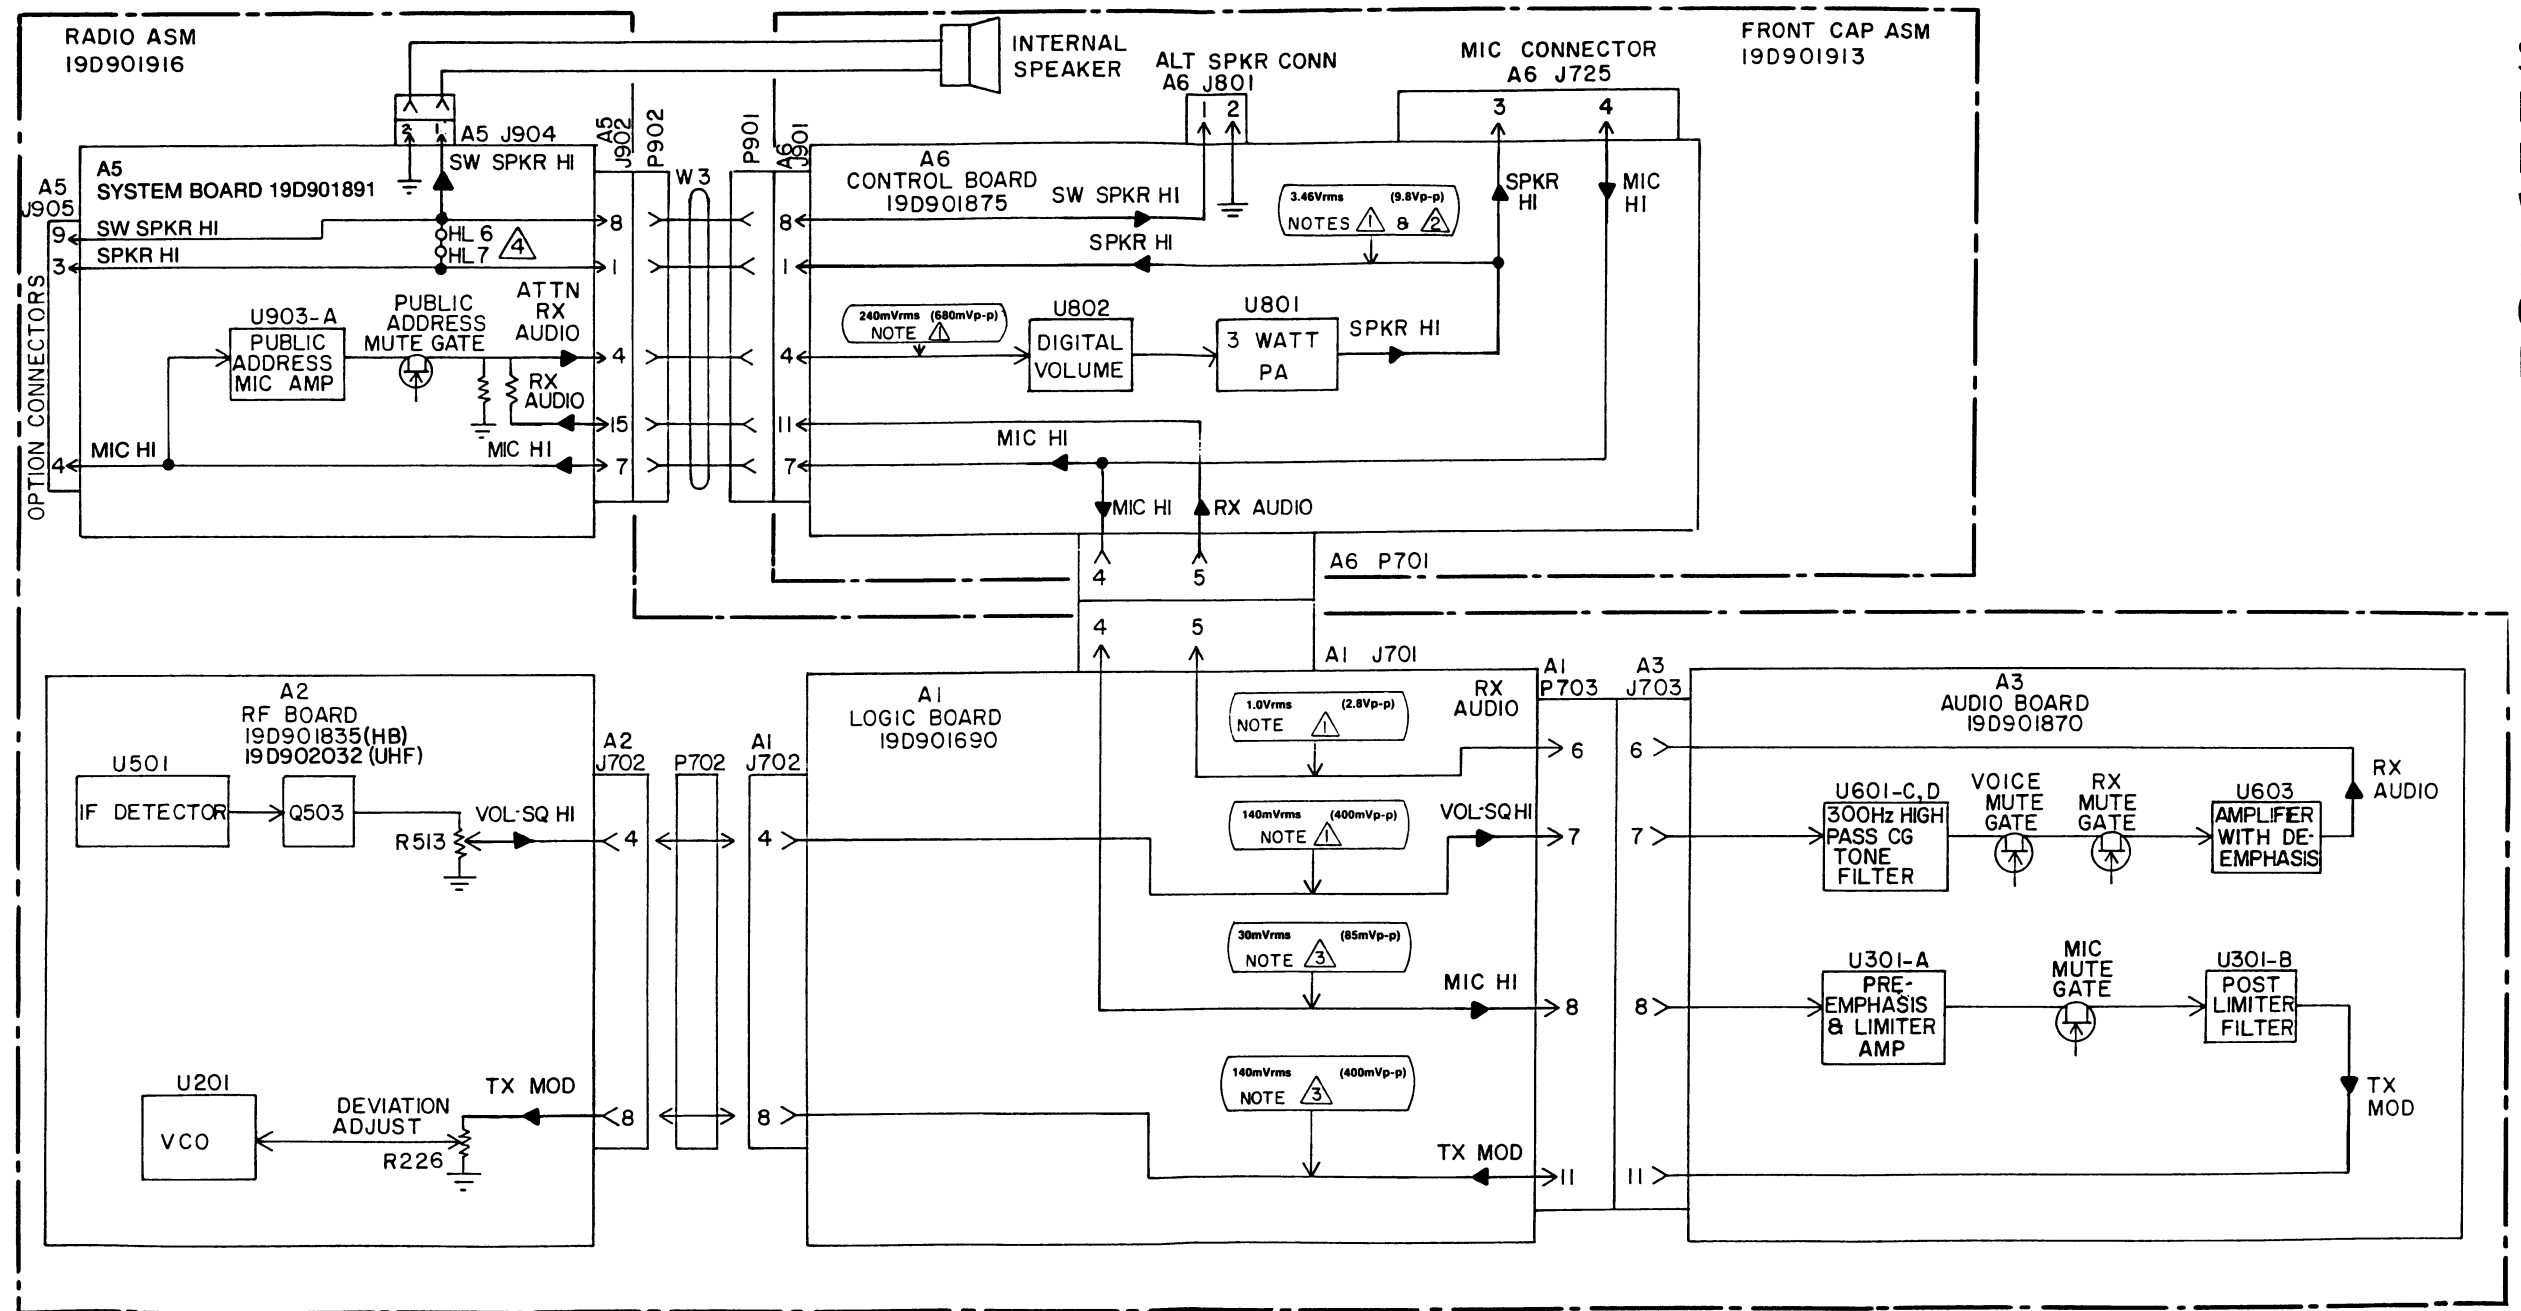 RADIO ASM
19D901916
INTERNAL
SPEAKER
FRONT CAP ASM
19D901913
ALT SPKR CONN
A6 J801
1 2
MIC CONNECTOR
A6 J725
3 4
2 1
A5 J904
SW SPKR HI
A5
J902
P902
P901
A6
J901
W3
A5
J905
OPTION CONNECTORS
A5
SYSTEM BOARD 19D901891
9
SW SPKR HI
3
SPKR HI
HL6
HL7
4
8
1
U903-A
PUBLIC
ADDRESS
MIC AMP
PUBLIC
ADDRESS
MUTE GATE
ATTN
RX
AUDIO
4
RX
AUDIO
15
4
MIC HI
MIC HI
7
A6
CONTROL BOARD
19D901875
SW SPKR HI
8
SPKR HI
1
3.46Vrms (9.8Vp-p)
NOTES 1 & 2
SPKR
HI
MIC
HI
240mVrms (680mVp-p)
NOTE 1
4
U802
DIGITAL
VOLUME
U801
3 WATT
PA
SPKR HI
11
MIC HI
7
MIC HI
RX AUDIO
4 5
A6 P701
4 5
A1 J701
A2
RF BOARD
19D901835(HB)
19D902032(UHF)
U501
IF DETECTOR
Q503
R513
VOL-SQ HI
A2
J702
4
P702
A1
J702
4
U201
VCO
DEVIATION
ADJUST
R226
TX MOD
8
8
A1
LOGIC BOARD
19D901690
1.0Vrms (2.8Vp-p)
NOTE 1
RX
AUDIO
A1
P703
A3
J703
6
6
140mVrms (400mVp-p)
NOTE 1
VOL-SQ HI
7
7
30mVrms (85mVp-p)
NOTE 3
MIC HI
8
8
140mVrms (400mVp-p)
NOTE 3
TX MOD
11
11
A3
AUDIO BOARD
19D901870
U601-C,D
300Hz HIGH
PASS CG
TONE
FILTER
VOICE
MUTE
GATE
RX
MUTE
GATE
U603
AMPLIFER
WITH DE-
EMPHASIS
RX
AUDIO
U301-A
PRE-
EMPHASIS
& LIMITER
AMP
MIC
MUTE
GATE
U301-B
POST
LIMITER
FILTER
TX
MOD